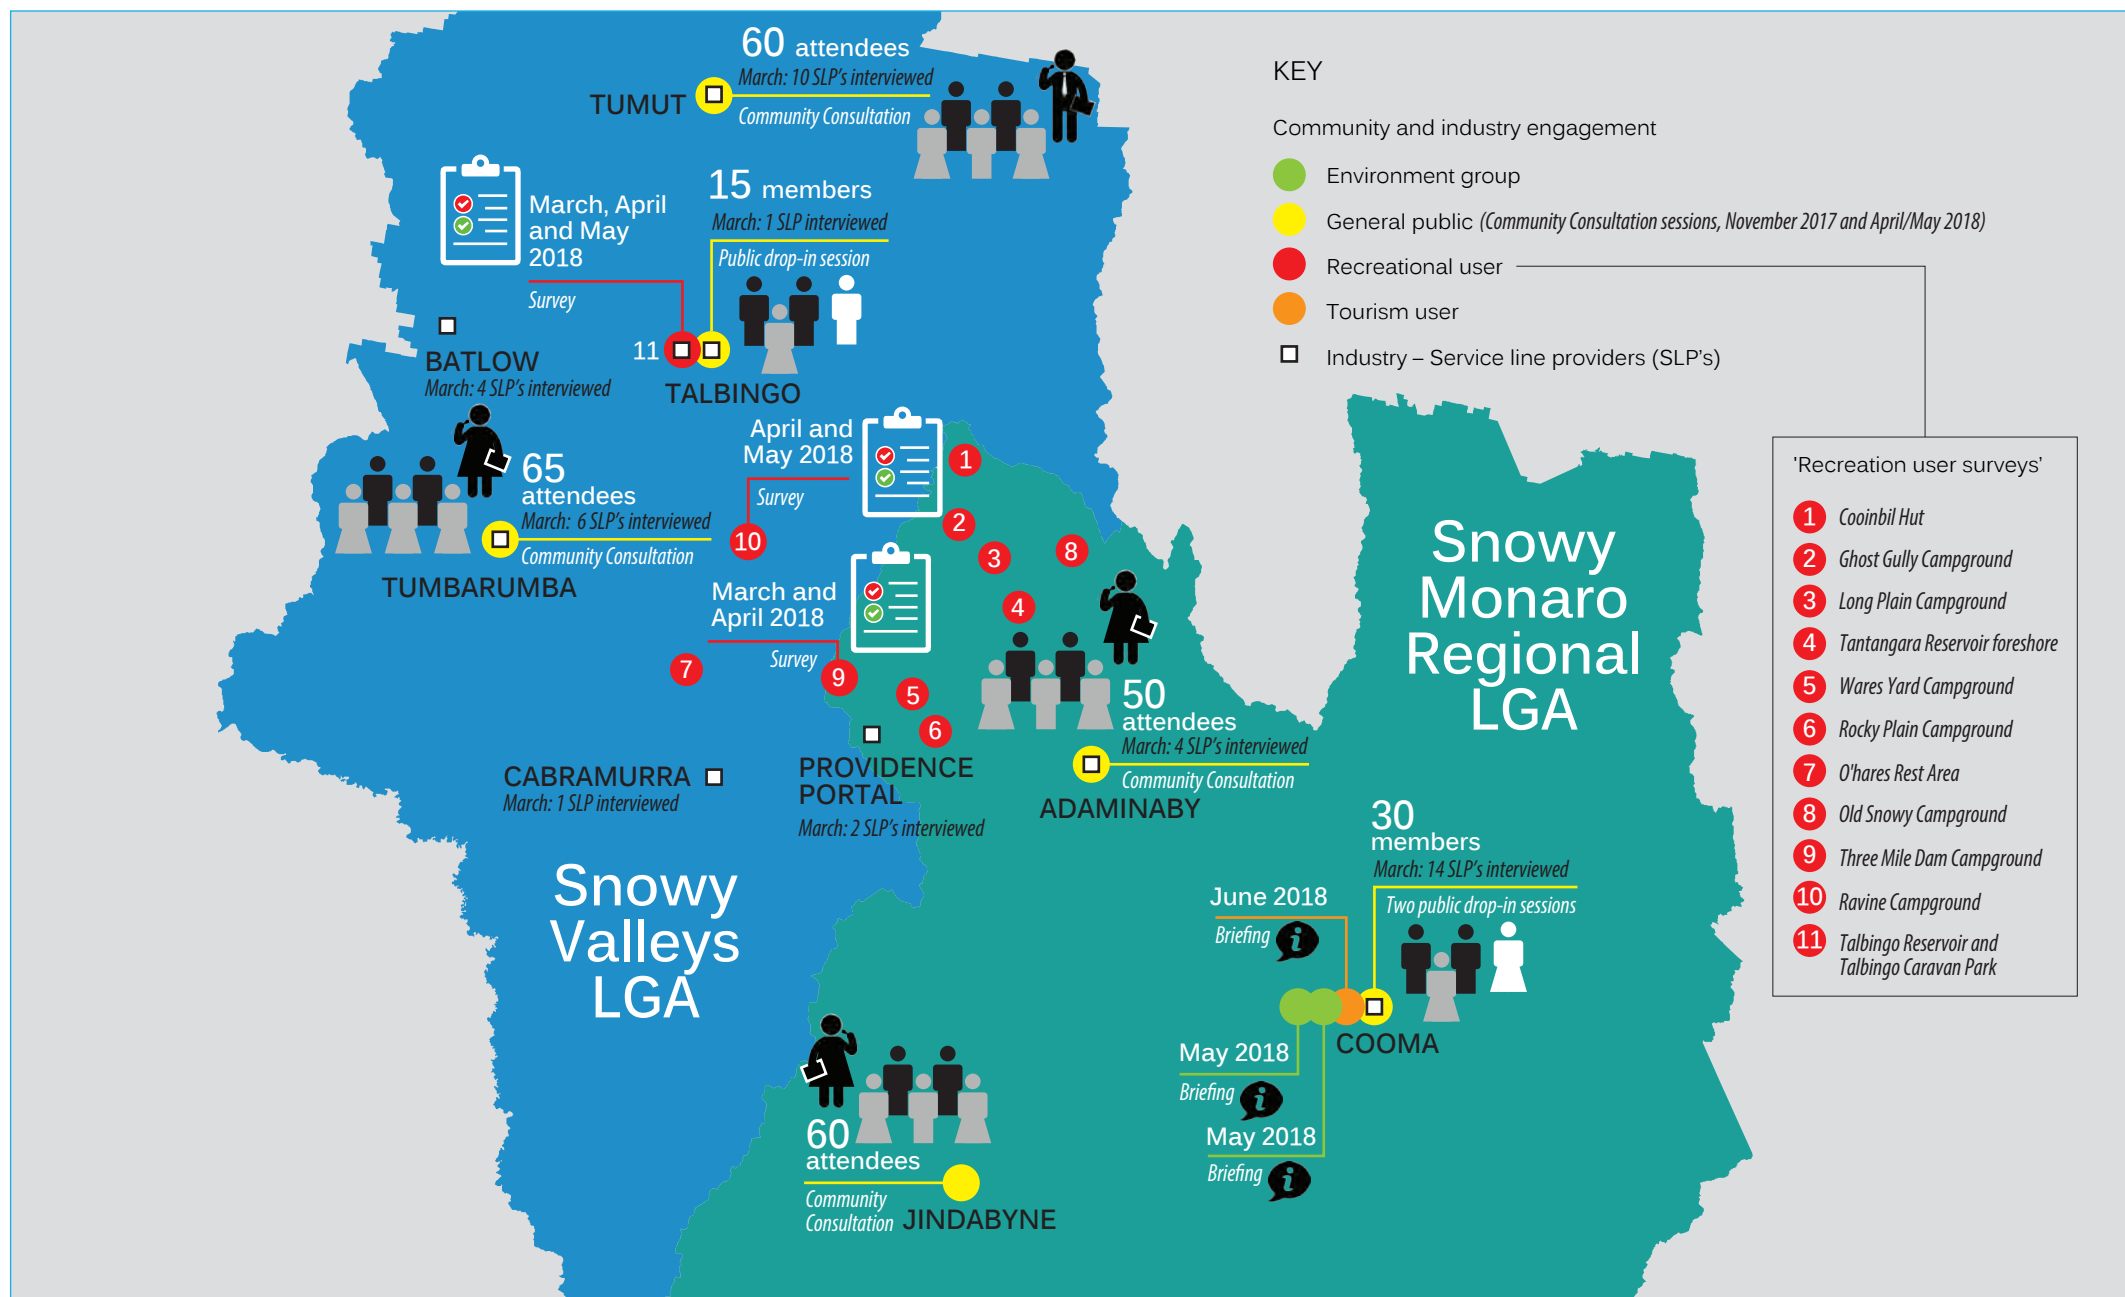 60 attendees
March: 10 SLP's interviewed
TUMUT
Community Consultation
March, April
and May
2018
Survey
15 members
March: 1 SLP interviewed
Public drop-in session
BATLOW
March: 4 SLP's interviewed
11
TALBINGO
65
attendees
March: 6 SLP's interviewed
Community Consultation
TUMBARUMBA
April and
May 2018
Survey
10
March and
April 2018
Survey
1
2
3
8
4
7
9
5
6
CABRAMURRA
March: 1 SLP interviewed
PROVIDENCE
PORTAL
March: 2 SLP's interviewed
50
attendees
March: 4 SLP's interviewed
Community Consultation
ADAMINABY
Snowy
Valleys
LGA
Snowy
Monaro
Regional
LGA
30
members
March: 14 SLP's interviewed
Two public drop-in sessions
June 2018
Briefing i
COOMA
May 2018
Briefing i
May 2018
Briefing i
60
attendees
Community
Consultation
JINDABYNE
KEY
Community and industry engagement
Environment group
General public (Community Consultation sessions, November 2017 and April/May 2018)
Recreational user
Tourism user
Industry – Service line providers (SLP's)
'Recreation user surveys'
1 Cooinbil Hut
2 Ghost Gully Campground
3 Long Plain Campground
4 Tantangara Reservoir foreshore
5 Wares Yard Campground
6 Rocky Plain Campground
7 O'hares Rest Area
8 Old Snowy Campground
9 Three Mile Dam Campground
10 Ravine Campground
11 Talbingo Reservoir and
Talbingo Caravan Park